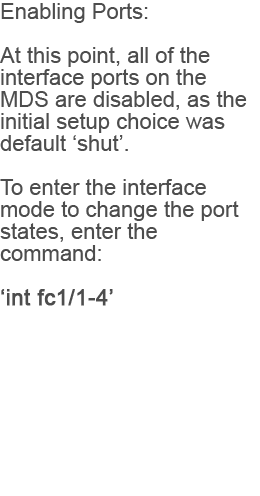 Enabling Ports:
At this point, all of the
interface ports on the
MDS are disabled, as the
initial setup choice was
default ‘shut’.
To enter the interface
mode to change the port
states, enter the
command:
‘int fc1/1-4’